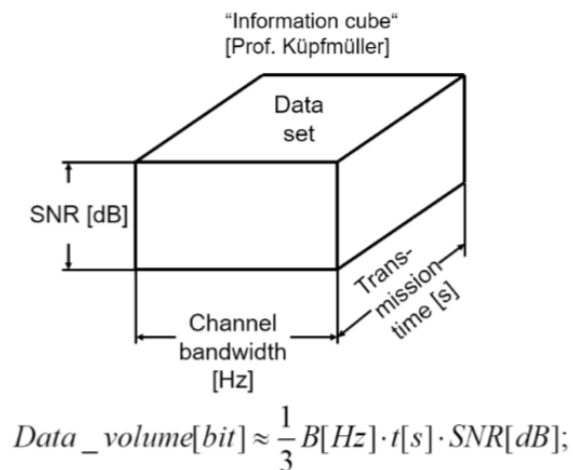 “Information cube“
[Prof. Küpfmüller]
Data
set
SNR [dB]
Trans-
mission
time [s]
Channel
bandwidth
[Hz]
Data_volume[bit] ≈ 1/3 B[Hz]·t[s]·SNR[dB];